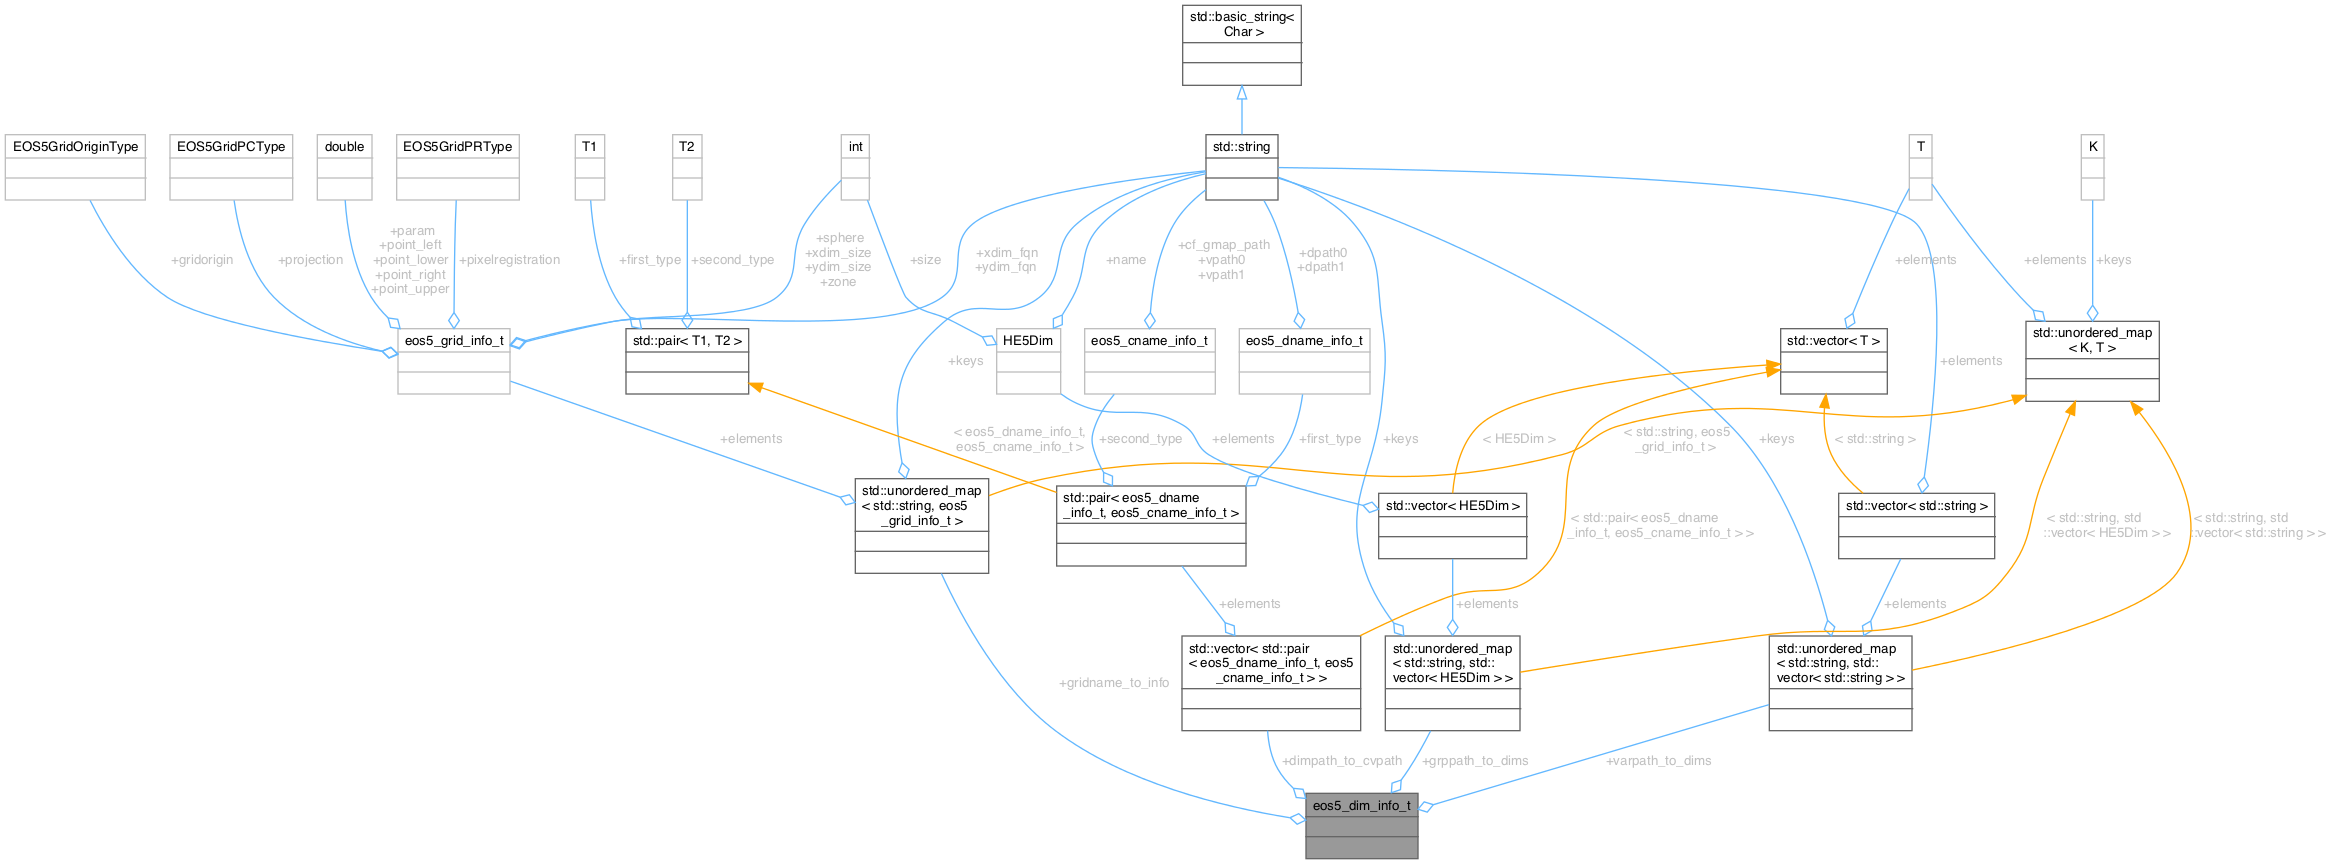 std::basic_string<
Char >
EOS5GridOriginType
EOS5GridPCType
double
EOS5GridPRType
T1
T2
int
std::string
T
K
+gridorigin
+projection
+param
+point_left
+point_lower
+point_right
+point_upper
+pixelregistration
+first_type
+second_type
+sphere
+xdim_size
+ydim_size
+zone
+size
+xdim_fqn
+ydim_fqn
+name
+cf_gmap_path
+vpath0
+vpath1
+dpath0
+dpath1
+elements
+elements
+keys
eos5_grid_info_t
std::pair< T1, T2 >
HE5Dim
eos5_cname_info_t
eos5_dname_info_t
std::vector< T >
std::unordered_map
< K, T >
+keys
+elements
+elements
< eos5_dname_info_t,
eos5_cname_info_t >
+second_type
+elements
+first_type
+keys
< HE5Dim >
< std::string, eos5
_grid_info_t >
+keys
< std::string >
std::unordered_map
< std::string, eos5
_grid_info_t >
std::pair< eos5_dname
_info_t, eos5_cname_info_t >
std::vector< HE5Dim >
< std::pair< eos5_dname
_info_t, eos5_cname_info_t >>
std::vector< std::string >
< std::string, std
::vector< HE5Dim >>
< std::string, std
::vector< std::string >>
+elements
+elements
+elements
+gridname_to_info
std::vector< std::pair
< eos5_dname_info_t, eos5
_cname_info_t > >
std::unordered_map
< std::string, std::
vector< HE5Dim >>
std::unordered_map
< std::string, std::
vector< std::string >>
+dimpath_to_cvpath
+grppath_to_dims
+varpath_to_dims
eos5_dim_info_t